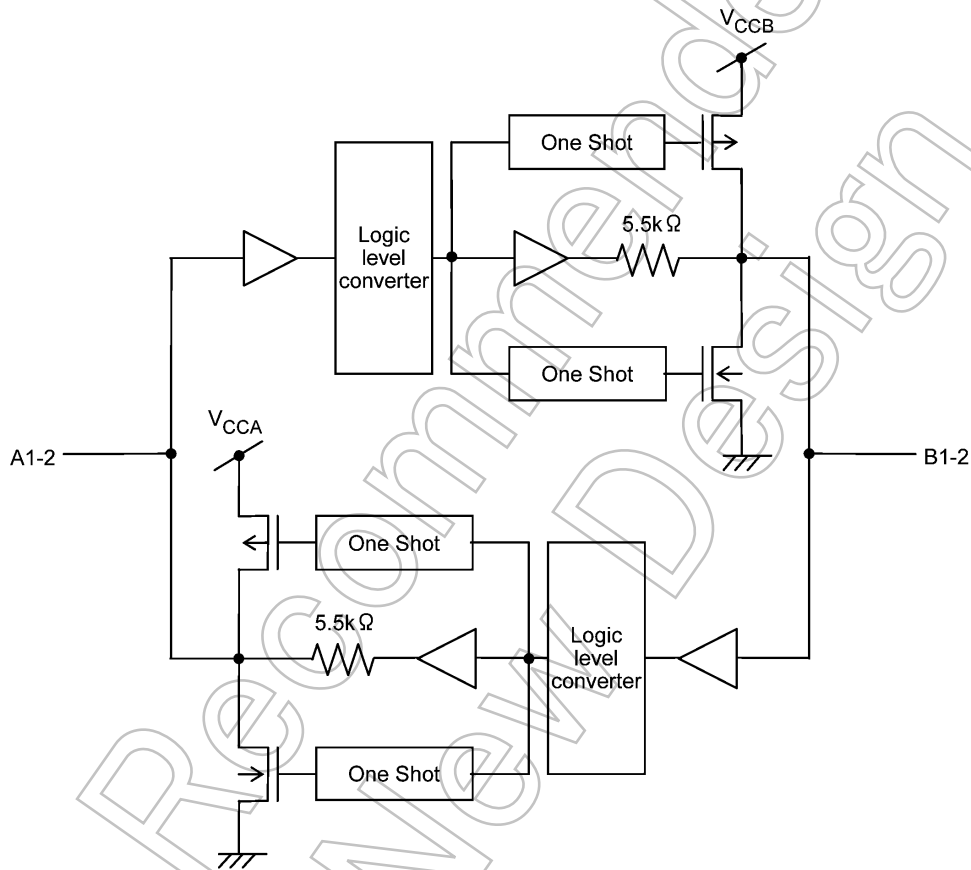 V_CCB
One Shot
Logic
level
converter
5.5kΩ
One Shot
V_CCA
A1-2
B1-2
One Shot
5.5kΩ
Logic
level
converter
One Shot
Recommende
New Design